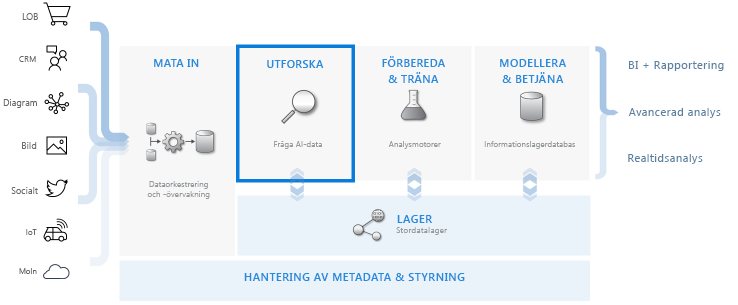 LOB
CRM
Diagram
Bild
Socialt
IoT
Moln
MATA IN
Dataorkestrering
och -övervakning
UTFORSKA
Fråga AI-data
FÖRBEREDA
& TRÄNA
Analysmotorer
MODELLERA
& BETJÄNA
Informationslagerdatabas
LAGER
Stordatalager
HANTERING AV METADATA & STYRNING
BI + Rapportering
Avancerad analys
Realtidsanalys